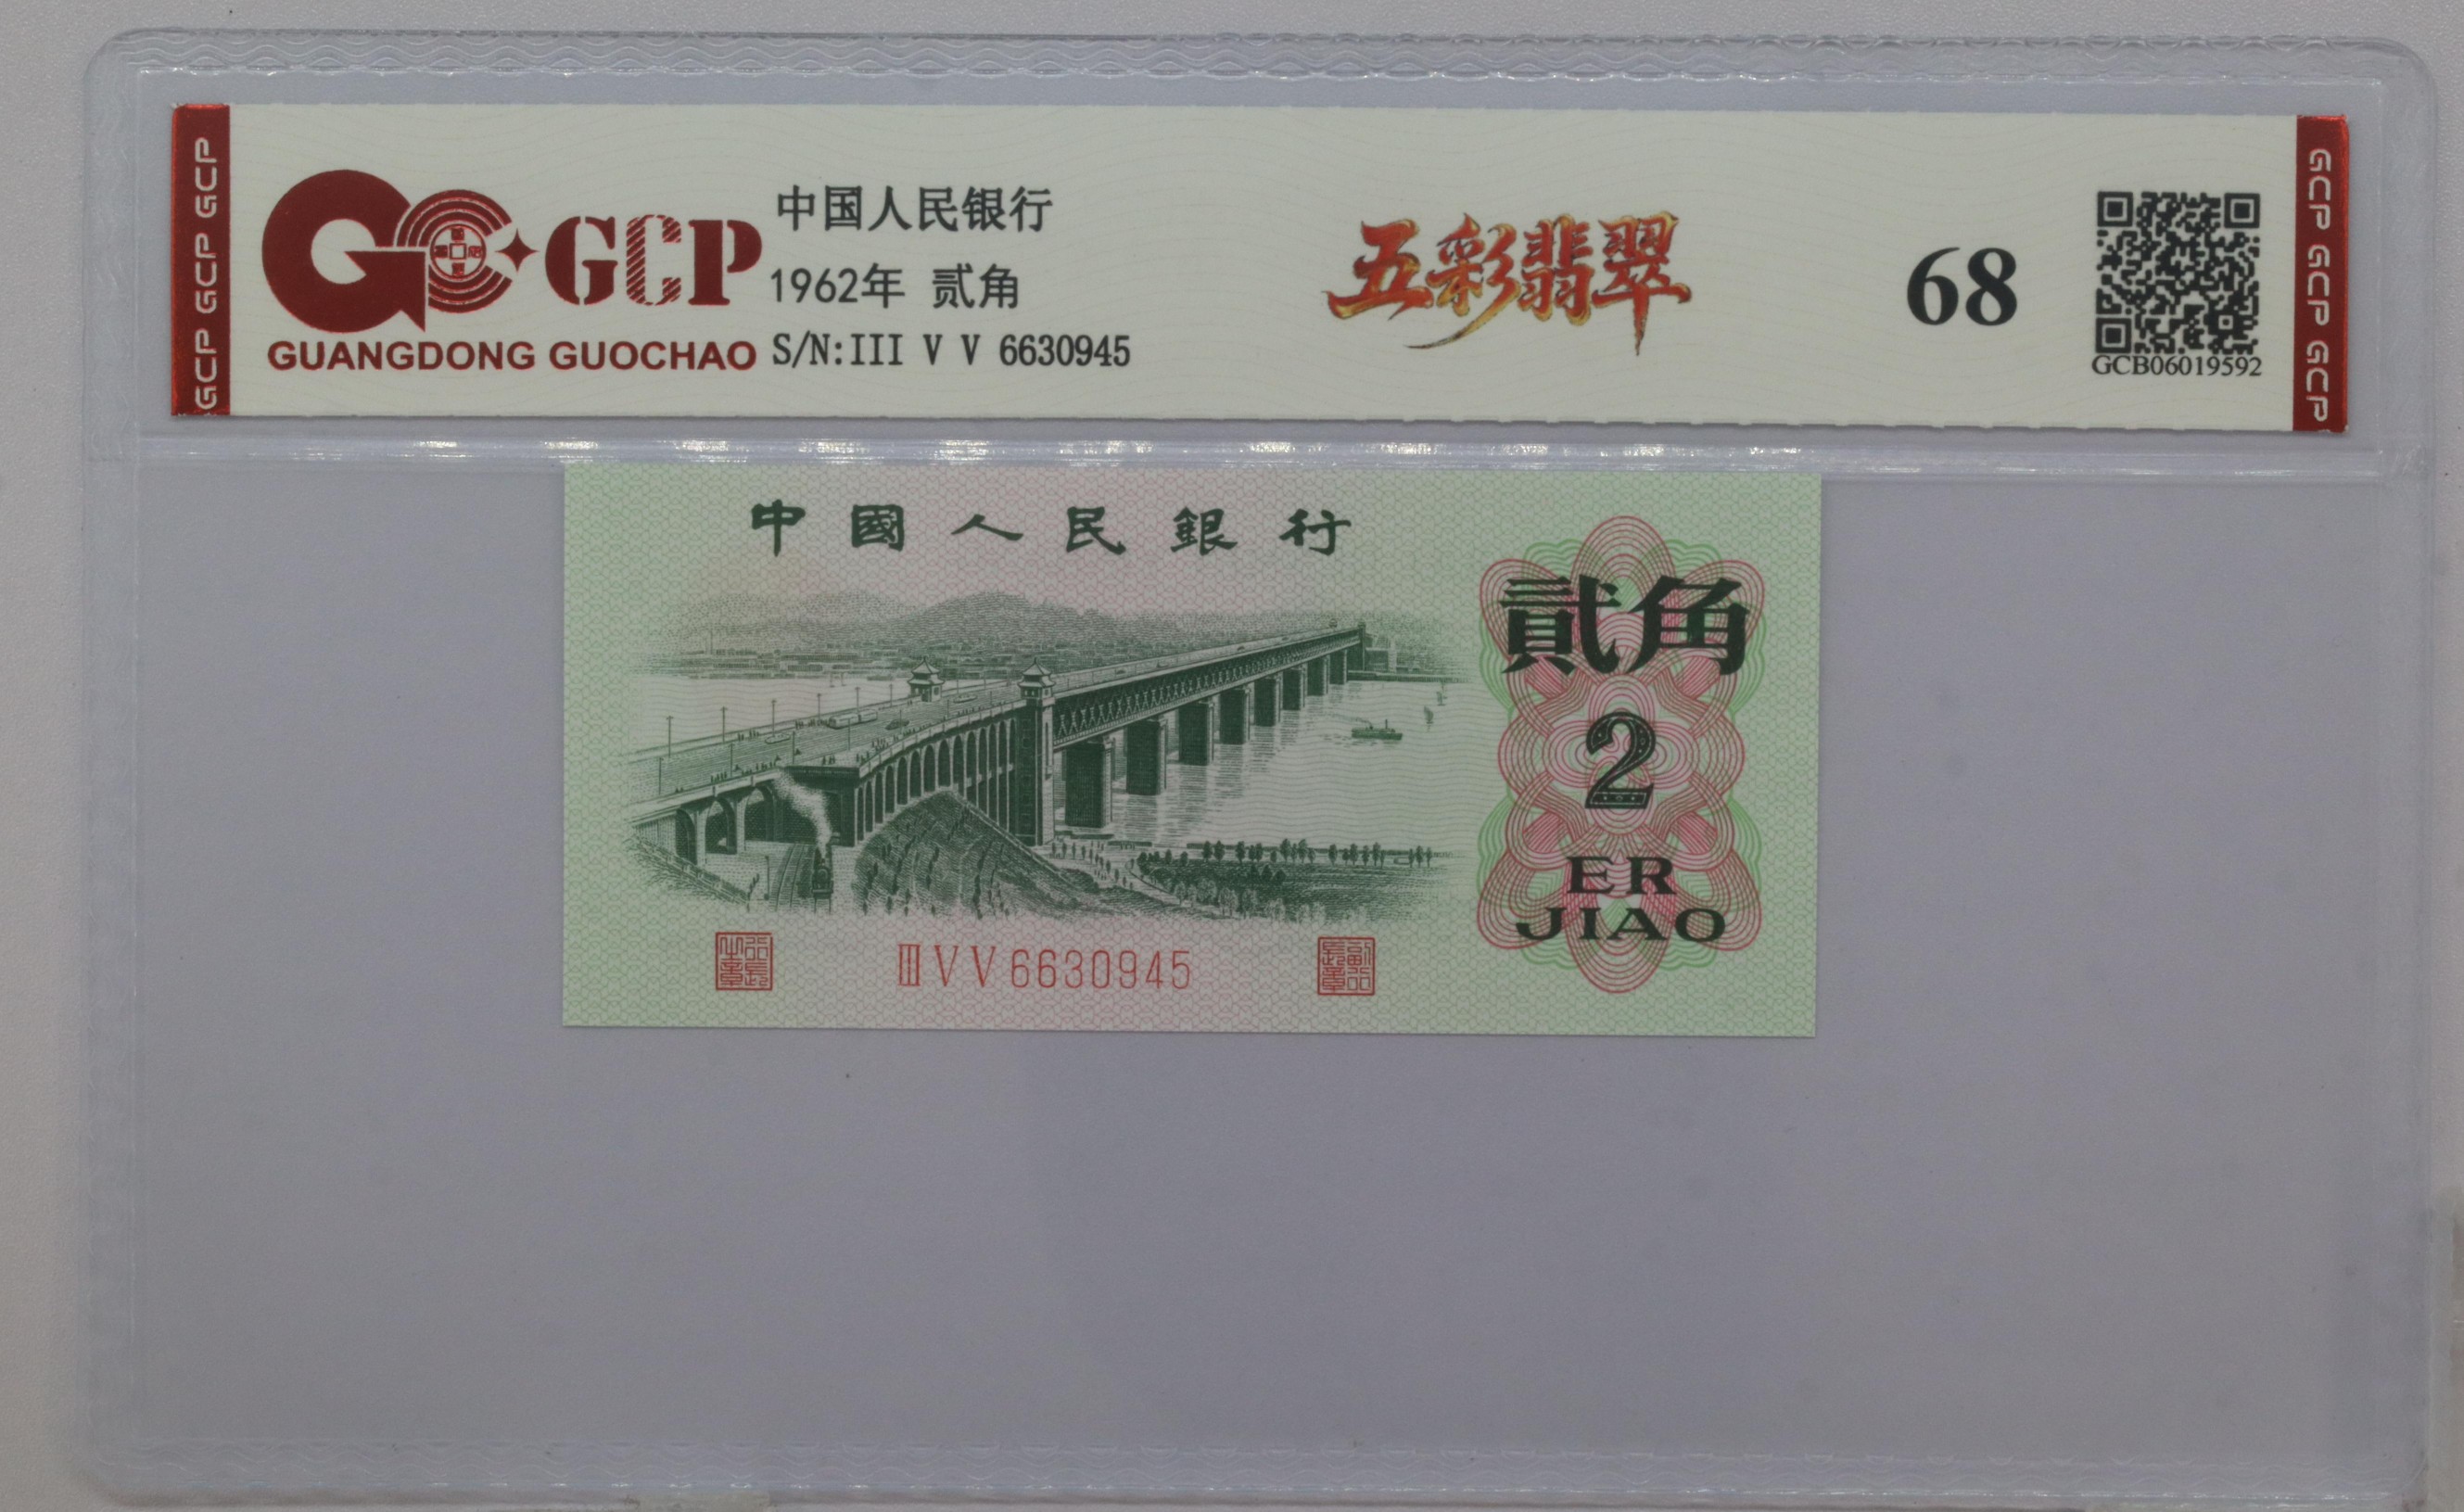 GCP GCP GCP
GCP
GUANGDONG GUOCHAO
中国人民银行
1962年 贰角
S/N:III V V 6630945
五彩翡翠
68
GCB06019592
GCP GCP GCP
中國人民銀行
貳角
2
ER
JIAO
III V V 6630945